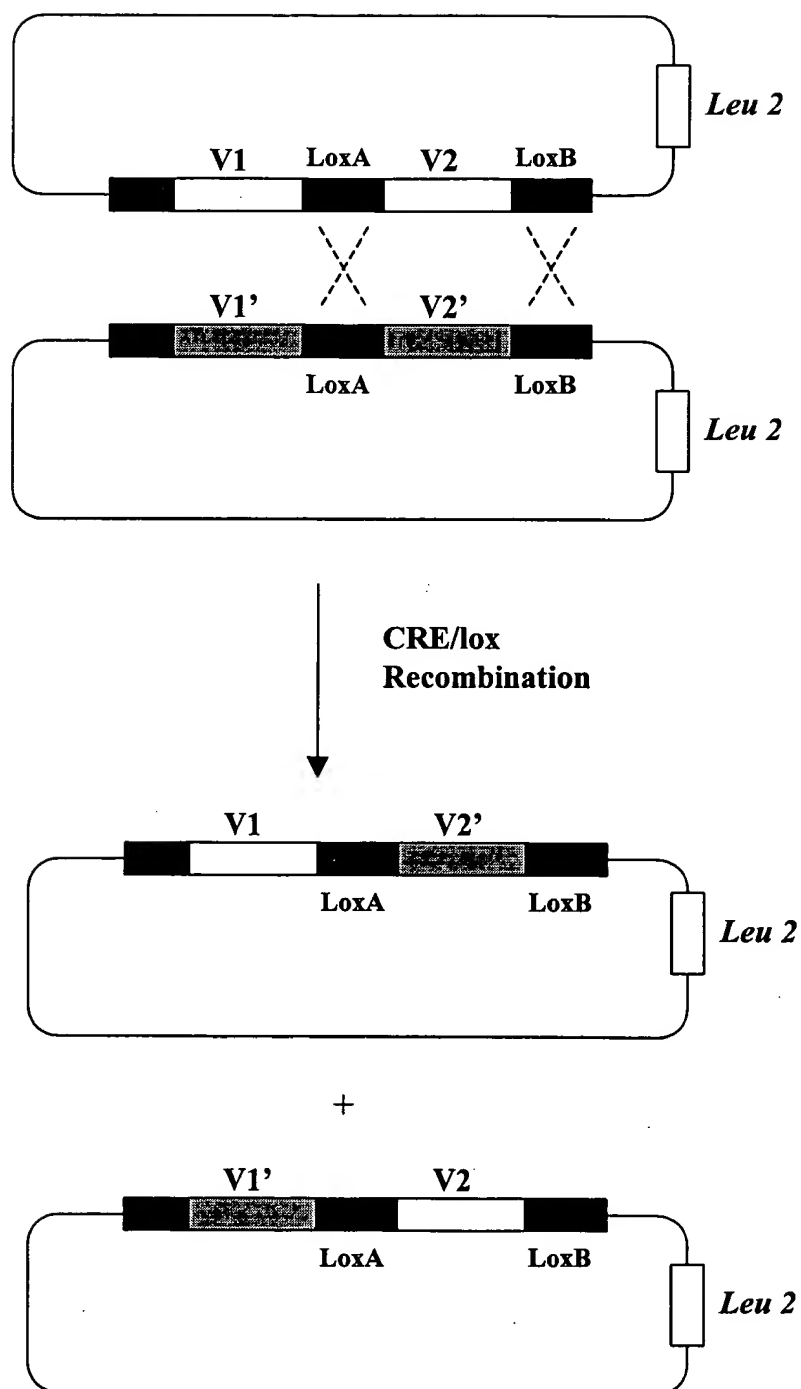 Leu 2
V1 LoxA V2 LoxB
V1’ V2’
LoxA LoxB
Leu 2
CRE/lox
Recombination
V1 V2’
LoxA LoxB
Leu 2
+
V1’ V2
LoxA LoxB
Leu 2